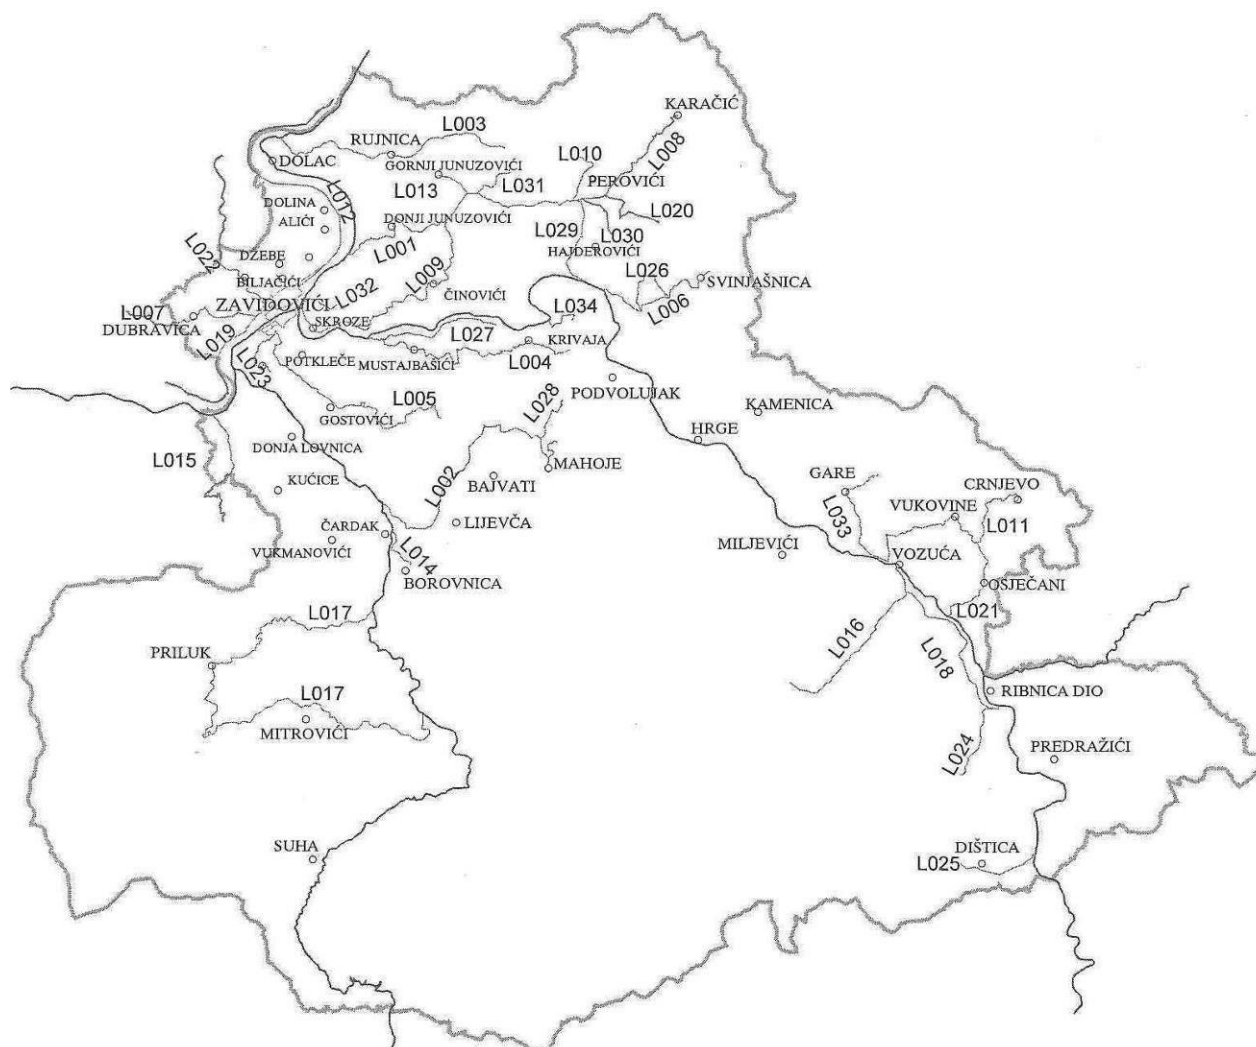 KARAČIĆ
L003
RUJNICA
L008
DOLAC
GORNJI JUNUZOVIĆI
L010
L013
L031
PEROVIĆI
L012
DOLINA
ALIĆI
DONJI JUNUZOVIĆI
L020
L029
L030
L001
HAJDEROVIĆI
L022
DŽEBE
BILJAČIĆI
L009
L026
SVINJAŠNICA
ČINOVIĆI
L032
ZAVIDOVIĆI
L034
L006
L007
DUBRAVICA
SKROZE
L019
L027
KRIVAJA
L023
POTKLEČE
MUSTAJBAŠIĆI
L004
PODVOLUJAK
L005
L028
GOSTOVIĆI
KAMENICA
HRGE
DONJA LOVNICA
L015
MAHOJE
KUČICE
L002
BAJVATI
GARE
CRNJEVO
VUKOVINE
L033
L011
LIJEVČA
ČARDAK
VUKMANOVIĆI
L014
MILJEVIĆI
VOZUĆA
BOROVNICA
OSJEČANI
L017
L021
L016
PRILUK
L018
L017
RIBNICA DIO
MITROVIĆI
L024
PREDRAŽIĆI
SUHA
DIŠTICA
L025